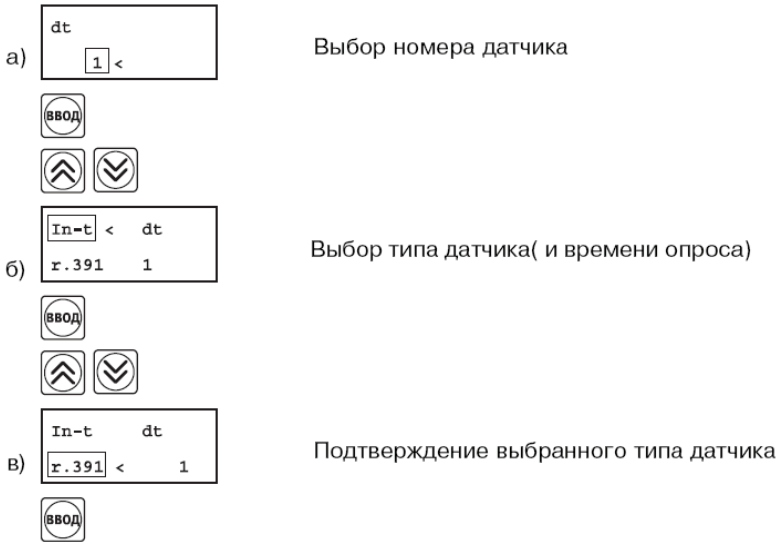 dt
а) 1 < Выбор номера датчика
ВВОД
In-t < dt
Выбор типа датчика( и времени опроса)
б) r.391 1
ВВОД
In-t dt
Подтверждение выбранного типа датчика
в) r.391 < 1
ВВОД